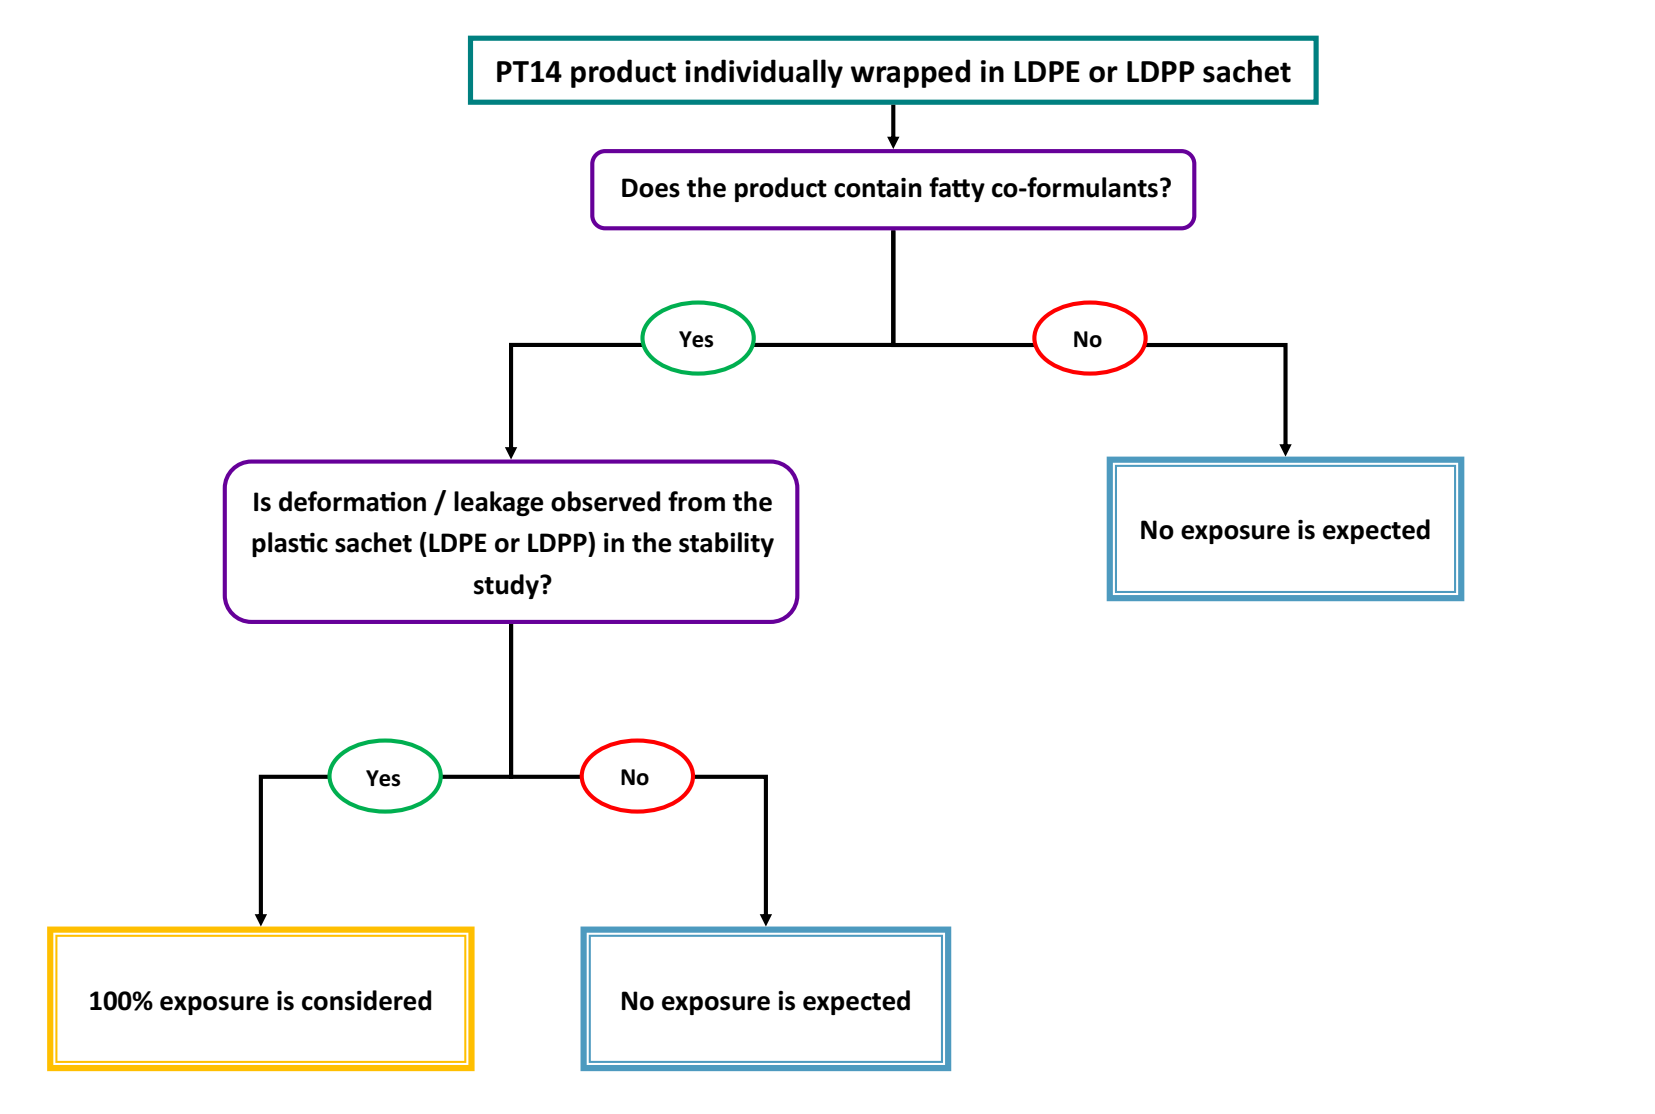 PT14 product individually wrapped in LDPE or LDPP sachet
Does the product contain fatty co-formulants?
Yes
No
Is deformation / leakage observed from the
plastic sachet (LDPE or LDPP) in the stability
study?
No exposure is expected
Yes
No
100% exposure is considered
No exposure is expected